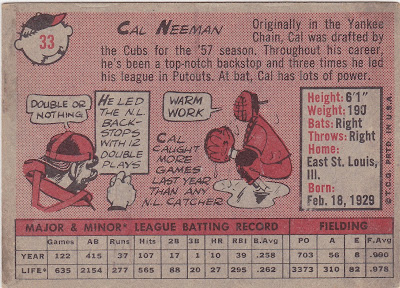 33
CAL NEEMAN
Originally in the Yankee
Chain, Cal was drafted
by the Cubs for the '57 season. Throughout his career,
he's been a top-notch backstop and three times he led
his league in Putouts. At bat, Cal has lots of power.
DOUBLE OR
NOTHING
HE LED
THE N.L.
BACK-
STOPS
WITH 12
DOUBLE
PLAYS
WARM
WORK
CAL
CAUGHT
MORE
GAMES
LAST YEAR
THAN ANY
N.L. CATCHER
Height: 6'1"
Weight: 190
Bats: Right
Throws: Right
Home:
East St. Louis,
Ill.
Born:
Feb. 18, 1929
© T.C.G. PRTD. IN U.S.A.
MAJOR & MINOR* LEAGUE BATTING RECORD FIELDING
Games AB Runs Hits 2B 3B HR RBI B.Avg PO A E F.Avg
YEAR 122 415 37 107 17 1 10 39 .258 703 56 8 .990
LIFE* 635 2154 277 565 88 20 27 295 .262 3373 310 82 .978